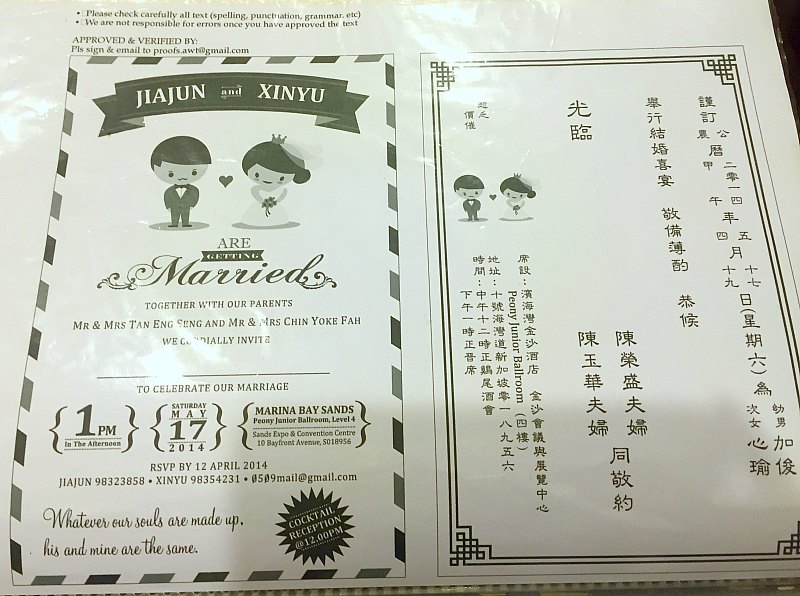 • Please check carefully all text (spelling, punctuation, grammar, etc)
• We are not responsible for errors once you have approved the text
APPROVED & VERIFIED BY:
Pls sign & email to proofs.awt@gmail.com
JIAJUN and XINYU
ARE
GETTING
Married
TOGETHER WITH OUR PARENTS
MR & MRS TAN ENG SENG AND MR & MRS CHIN YOKE FAH
WE CORDIALLY INVITE
TO CELEBRATE OUR MARRIAGE
1PM
In The Afternoon
SATURDAY
MAY
17
2014
MARINA BAY SANDS
Peony Junior Ballroom, Level 4
Sands Expo & Convention Centre
10 Bayfront Avenue, S018956
RSVP BY 12 APRIL 2014
JIAJUN 98323858 • XINYU 98354231 • 0509mail@gmail.com
Whatever our souls are made up,
his and mine are the same.
COCKTAIL
RECEPTION
@12.00PM
謹訂
公
農
曆
二零一四
甲午
年
五
四
月
十七
十九
日(星期六)為
幼男
次女
加俊
心瑜
舉行結婚喜宴 敬備薄酌 恭候
光臨
陳榮盛夫婦
陳玉華夫婦
同敬約
席設:濱海灣金沙酒店 金沙會議與展覽中心
Peony Junior Ballroom (四樓)
地址:十號海灣道新加坡零一八九五六
時間:中午十二時正鷄尾酒會
下午一時正入席